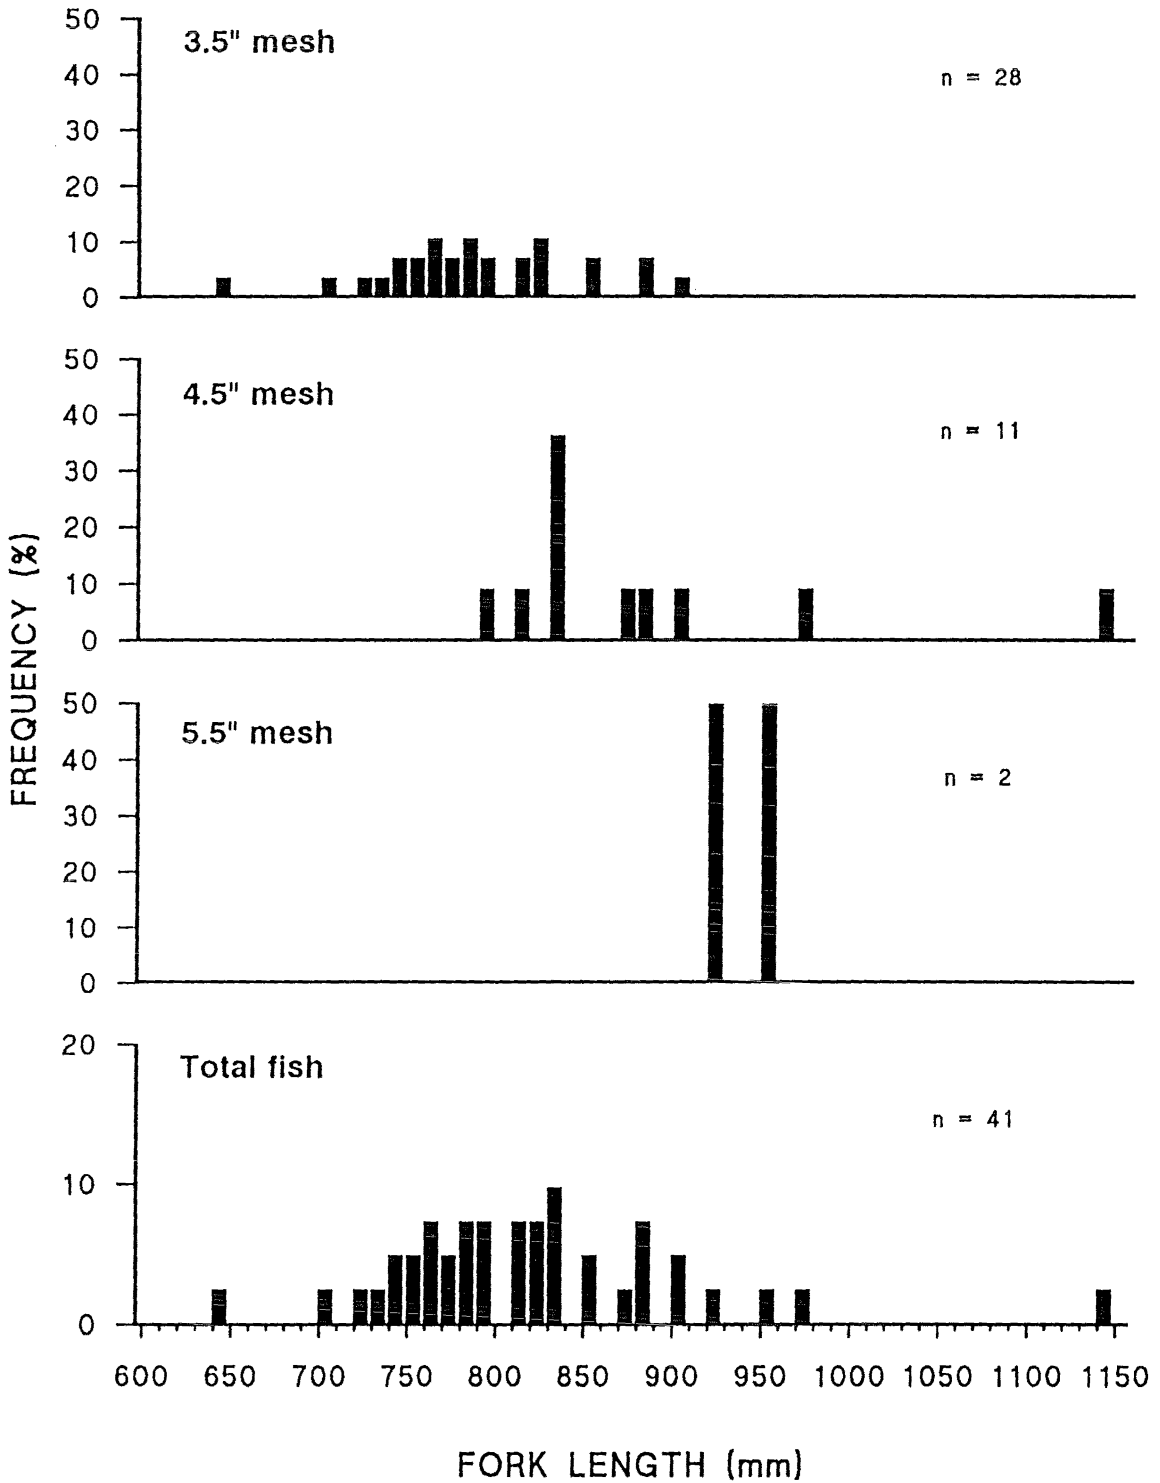 50
3.5" mesh
40
n = 28
30
20
10
0
50
4.5" mesh
40
n = 11
30
20
10
0
FREQUENCY (%)
50
5.5" mesh
40
n = 2
30
20
10
0
20
Total fish
n = 41
10
0
600 650 700 750 800 850 900 950 1000 1050 1100 1150
FORK LENGTH (mm)